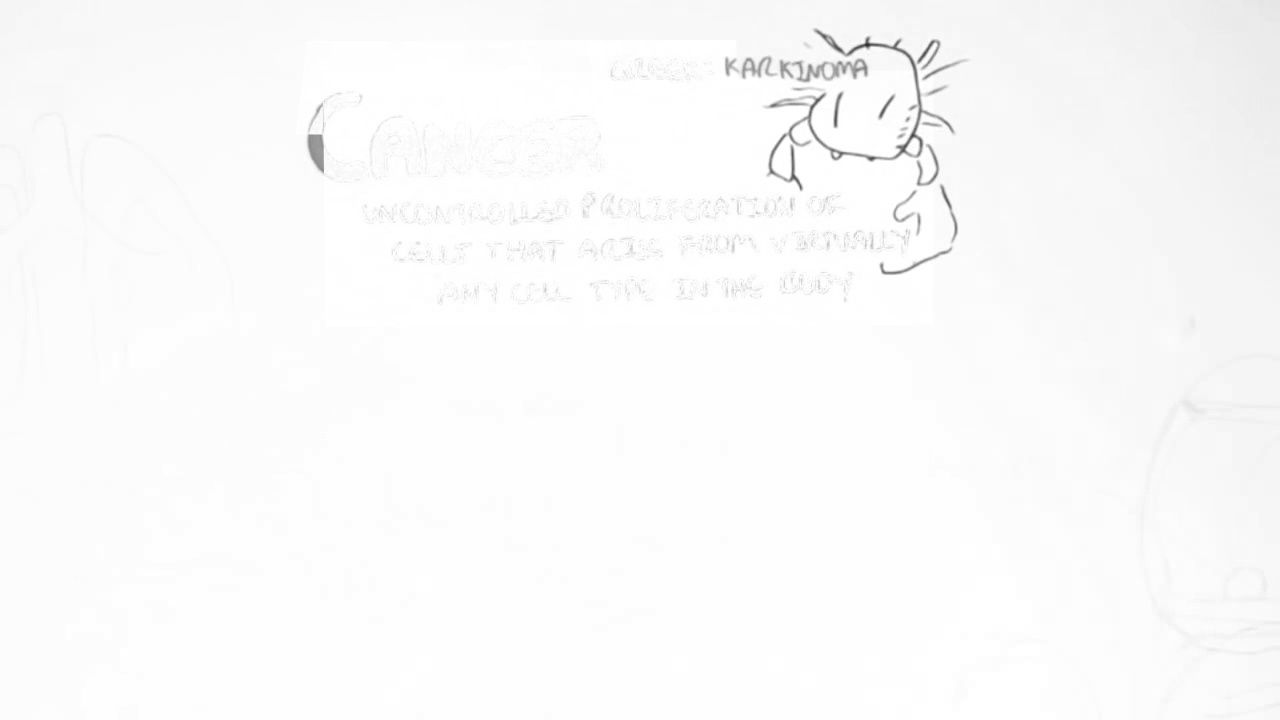 GREEK: KARKINOMA
CANCER
UNCONTROLLED PROLIFERATION OF
CELLS THAT ARISE FROM VIRTUALLY
ANY CELL TYPE IN THE BODY